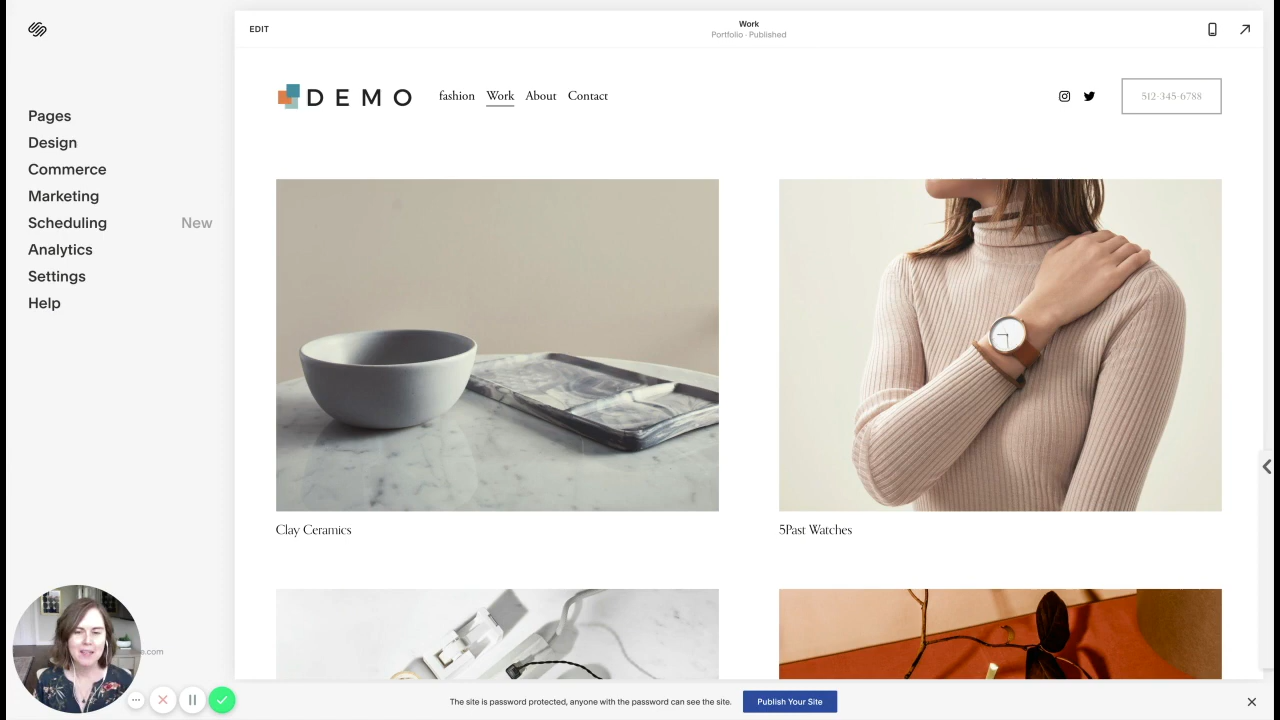 EDIT
Work
Portfolio · Published
Pages
Design
Commerce
Marketing
Scheduling New
Analytics
Settings
Help
DEMO
fashion Work About Contact
512-345-6788
Clay Ceramics
5Past Watches
.com
The site is password protected, anyone with the password can see the site.
Publish Your Site